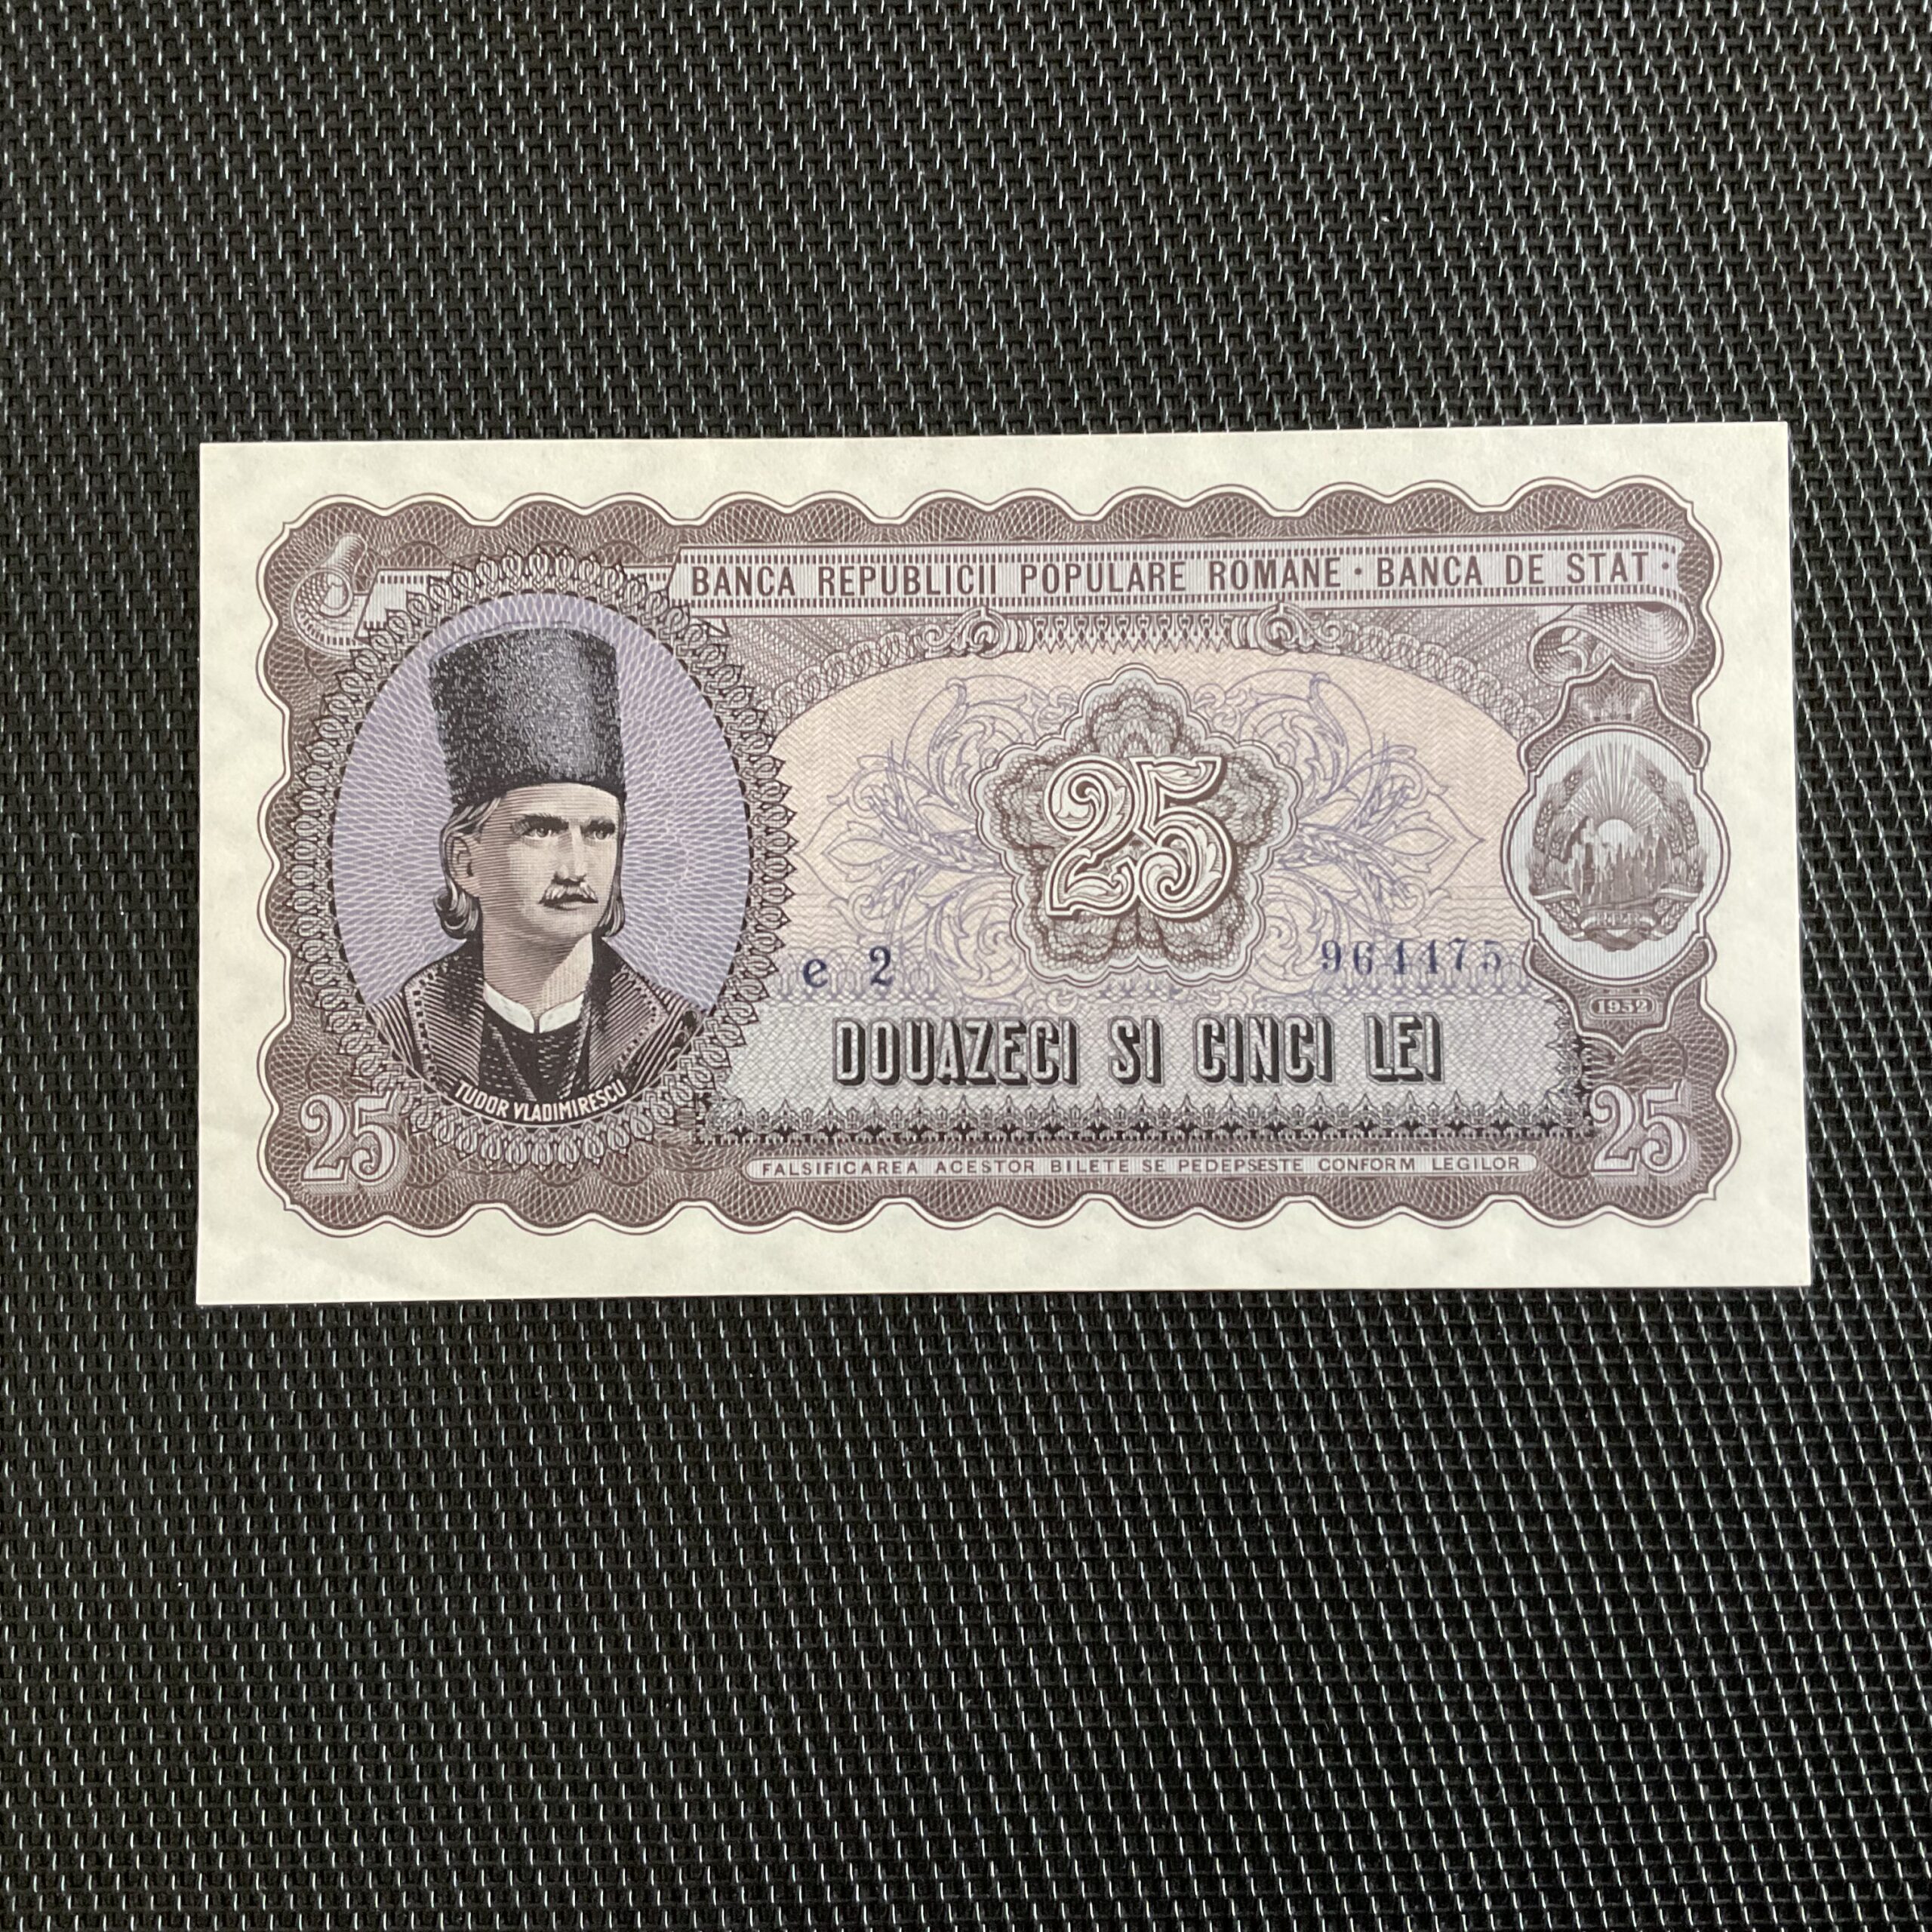 BANCA REPUBLICII POPULARE ROMANE · BANCA DE STAT ·
25
e 2
964475
1952
DOUAZECI SI CINCI LEI
TUDOR VLADIMIRESCU
25
25
FALSIFICAREA ACESTOR BILETE SE PEDEPSESTE CONFORM LEGILOR